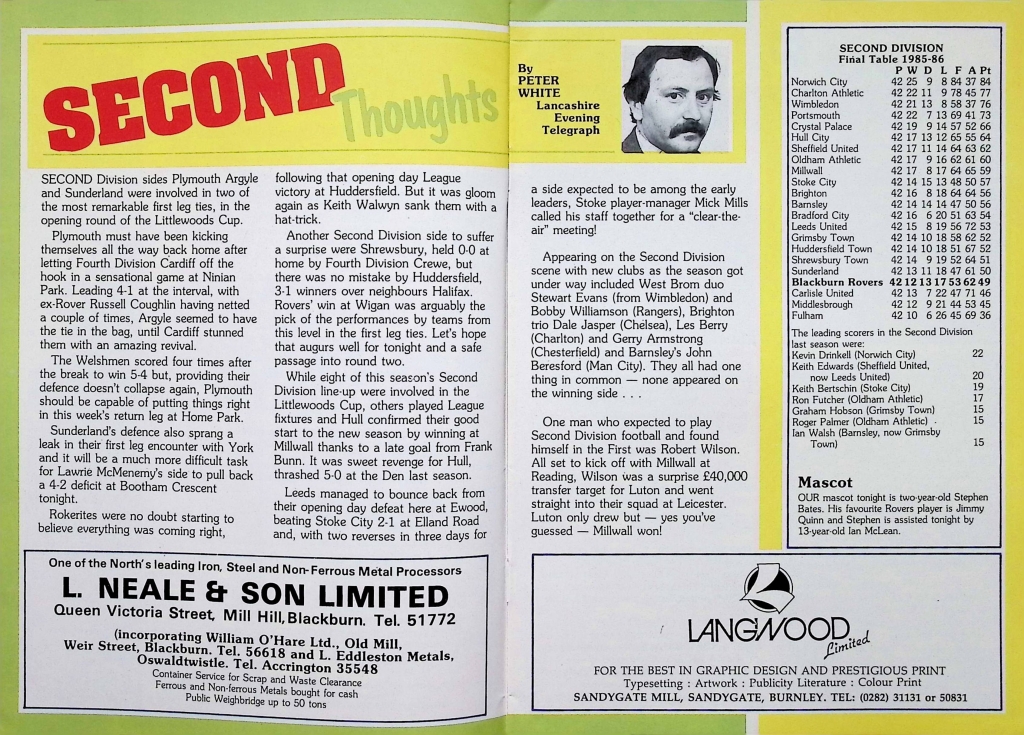 SECOND
Thoughts
By
PETER
WHITE
Lancashire
Evening
Telegraph
SECOND Division sides Plymouth Argyle
and Sunderland were involved in two of
the most remarkable first leg ties, in the
opening round of the Littlewoods Cup.
Plymouth must have been kicking
themselves all the way back home after
letting Fourth Division Cardiff off the
hook in a sensational game at Ninian
Park. Leading 4-1 at the interval, with
ex-Rover Russell Coughlin having netted
a couple of times, Argyle seemed to have
the tie in the bag, until Cardiff stunned
them with an amazing revival.
The Welshmen scored four times after
the break to win 5-4 but, providing their
defence doesn't collapse again, Plymouth
should be capable of putting things right
in this week's return leg at Home Park.
Sunderland's defence also sprang a
leak in their first leg encounter with York
and it will be a much more difficult task
for Lawrie McMenemy's side to pull back
a 4-2 deficit at Bootham Crescent
tonight.
Rokerites were no doubt starting to
believe everything was coming right,
following that opening day League
victory at Huddersfield. But it was gloom
again as Keith Walwyn sank them with a
hat-trick.
Another Second Division side to suffer
a surprise were Shrewsbury, held 0-0 at
home by Fourth Division Crewe, but
there was no mistake by Huddersfield,
3-1 winners over neighbours Halifax.
Rovers' win at Wigan was arguably the
pick of the performances by teams from
this level in the first leg ties. Let's hope
that augurs well for tonight and a safe
passage into round two.
While eight of this season's Second
Division line-up were involved in the
Littlewoods Cup, others played League
fixtures and Hull confirmed their good
start to the new season by winning at
Millwall thanks to a late goal from Frank
Bunn. It was sweet revenge for Hull,
thrashed 5-0 at the Den last season.
Leeds managed to bounce back from
their opening day defeat here at Ewood,
beating Stoke City 2-1 at Elland Road
and, with two reverses in three days for
a side expected to be among the early
leaders, Stoke player-manager Mick Mills
called his staff together for a "clear-the-
air" meeting!
Appearing on the Second Division
scene with new clubs as the season got
under way included West Brom duo
Stewart Evans (from Wimbledon) and
Bobby Williamson (Rangers), Brighton
trio Dale Jasper (Chelsea), Les Berry
(Charlton) and Gerry Armstrong
(Chesterfield) and Barnsley's John
Beresford (Man City). They all had one
thing in common — none appeared on
the winning side . . .
One man who expected to play
Second Division football and found
himself in the First was Robert Wilson.
All set to kick off with Millwall at
Reading, Wilson was a surprise £40,000
transfer target for Luton and went
straight into their squad at Leicester.
Luton only drew but — yes you've
guessed — Millwall won!
SECOND DIVISION
Final Table 1985-86
P W D L F A Pt
Norwich City 42 25 9 8 84 37 84
Charlton Athletic 42 22 11 9 78 45 77
Wimbledon 42 21 13 8 58 37 76
Portsmouth 42 22 7 13 69 41 73
Crystal Palace 42 19 9 14 57 52 66
Hull City 42 17 13 12 65 55 64
Sheffield United 42 17 11 14 64 63 62
Oldham Athletic 42 17 9 16 62 61 60
Millwall 42 17 8 17 64 65 59
Stoke City 42 14 15 13 48 50 57
Brighton 42 16 8 18 64 64 56
Barnsley 42 14 14 14 47 50 56
Bradford City 42 16 6 20 51 63 54
Leeds United 42 15 8 19 56 72 53
Grimsby Town 42 14 10 18 58 62 52
Huddersfield Town 42 14 10 18 51 67 52
Shrewsbury Town 42 14 9 19 52 64 51
Sunderland 42 13 11 18 47 61 50
Blackburn Rovers 42 12 13 17 53 62 49
Carlisle United 42 13 7 22 47 71 46
Middlesbrough 42 12 9 21 44 53 45
Fulham 42 10 6 26 45 69 36
The leading scorers in the Second Division
last season were:
Kevin Drinkell (Norwich City) 22
Keith Edwards (Sheffield United,
now Leeds United) 20
Keith Bertschin (Stoke City) 19
Ron Futcher (Oldham Athletic) 17
Graham Hobson (Grimsby Town) 15
Roger Palmer (Oldham Athletic) 15
Ian Walsh (Barnsley, now Grimsby
Town) 15
Mascot
OUR mascot tonight is two-year-old Stephen
Bates. His favourite Rovers player is Jimmy
Quinn and Stephen is assisted tonight by
13-year-old Ian McLean.
One of the North's leading Iron, Steel and Non-Ferrous Metal Processors
L. NEALE & SON LIMITED
Queen Victoria Street, Mill Hill, Blackburn. Tel. 51772
(incorporating William O'Hare Ltd., Old Mill,
Weir Street, Blackburn. Tel. 56618 and L. Eddleston Metals,
Oswaldtwistle. Tel. Accrington 35548
Container Service for Scrap and Waste Clearance
Ferrous and Non-ferrous Metals bought for cash
Public Weighbridge up to 50 tons
LANGWOOD
Limited
FOR THE BEST IN GRAPHIC DESIGN AND PRESTIGIOUS PRINT
Typesetting : Artwork : Publicity Literature : Colour Print
SANDYGATE MILL, SANDYGATE, BURNLEY. TEL: (0282) 31131 or 50831